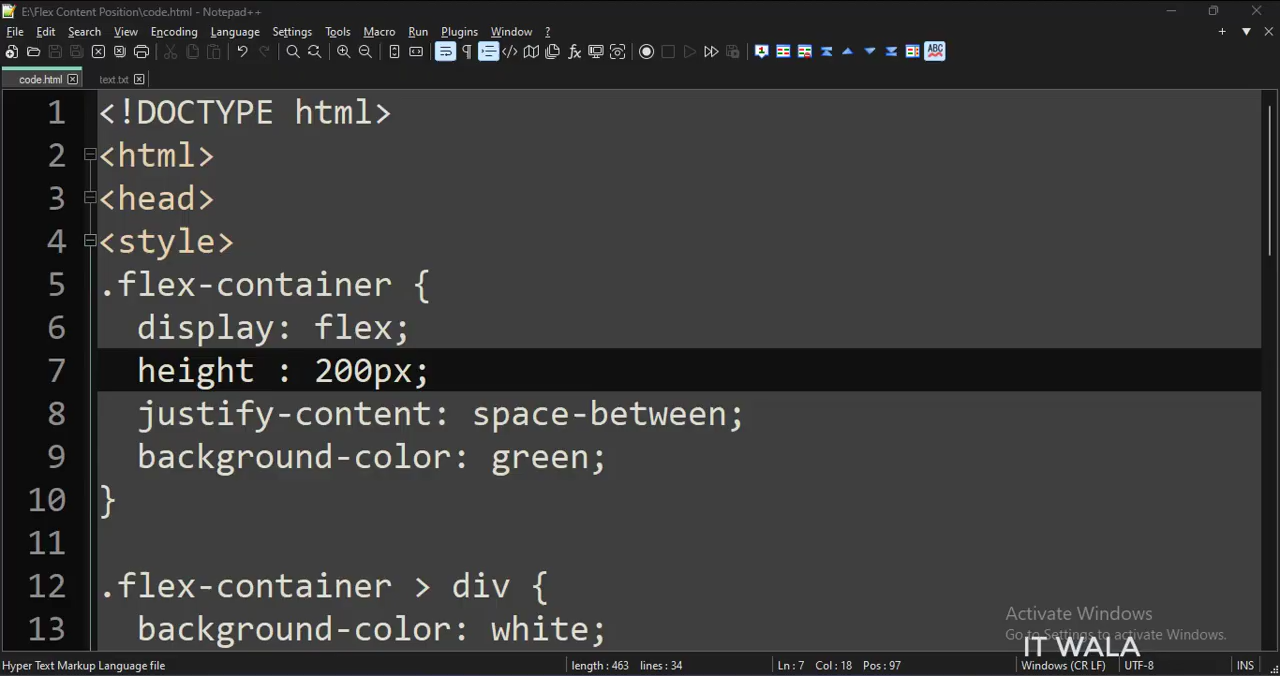 E:\Flex Content Position\code.html - Notepad++
File Edit Search View Encoding Language Settings Tools Macro Run Plugins Window ?
code.html text.txt
1 <!DOCTYPE html>
2 <html>
3 <head>
4 <style>
5 .flex-container {
6 display: flex;
7 height : 200px;
8 justify-content: space-between;
9 background-color: green;
10 }
11
12 .flex-container > div {
13 background-color: white;
Activate Windows
Go to Settings to activate Windows.
IT WALA
Hyper Text Markup Language file length : 463 lines : 34 Ln : 7 Col : 18 Pos : 97 Windows (CR LF) UTF-8 INS